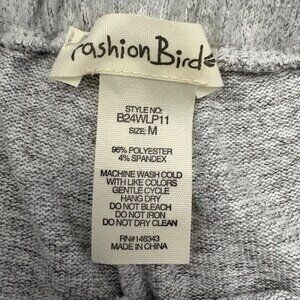 Fashion Bird
STYLE NO:
B24WLP11
SIZE: M
96% POLYESTER
4% SPANDEX
MACHINE WASH COLD
WITH LIKE COLORS
GENTLE CYCLE
HANG DRY
DO NOT BLEACH
DO NOT IRON
DO NOT DRY CLEAN
RN#146343
MADE IN CHINA